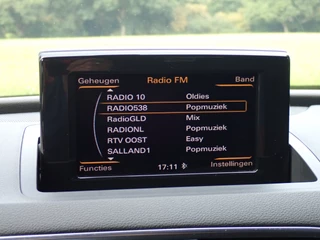 Geheugen Radio FM Band
RADIO 10 Oldies
RADIO538 Popmuziek
RadioGLD Mix
RADIONL Popmuziek
RTV OOST Easy
SALLAND1 Popmuziek
Functies 17:11 Instellingen